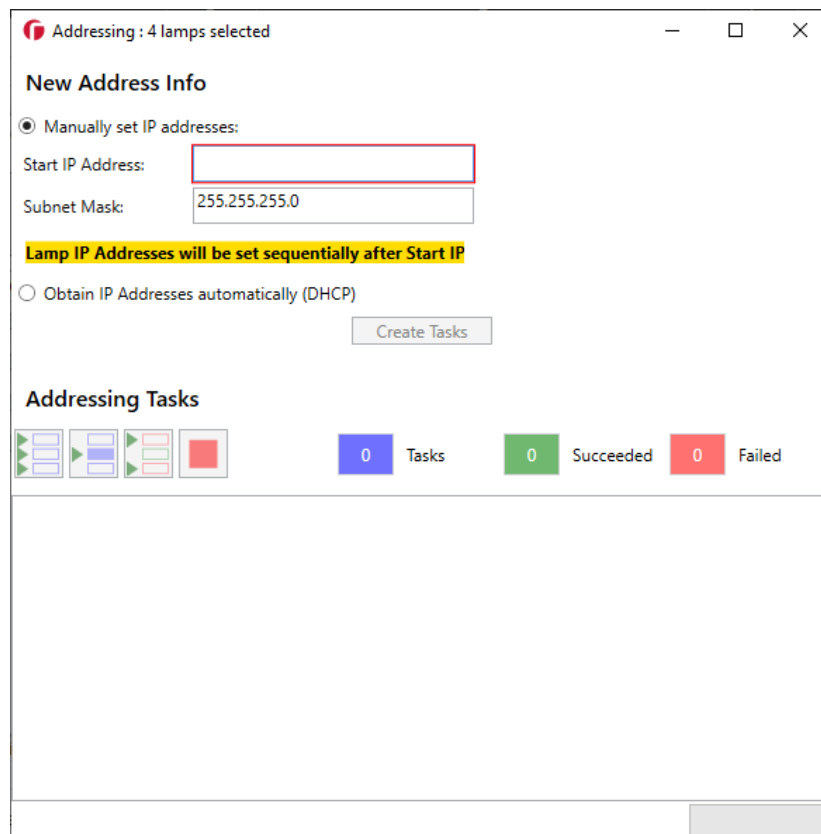 Addressing : 4 lamps selected
New Address Info
Manually set IP addresses:
Start IP Address:
Subnet Mask: 255.255.255.0
Lamp IP Addresses will be set sequentially after Start IP
Obtain IP Addresses automatically (DHCP)
Create Tasks
Addressing Tasks
0 Tasks 0 Succeeded 0 Failed